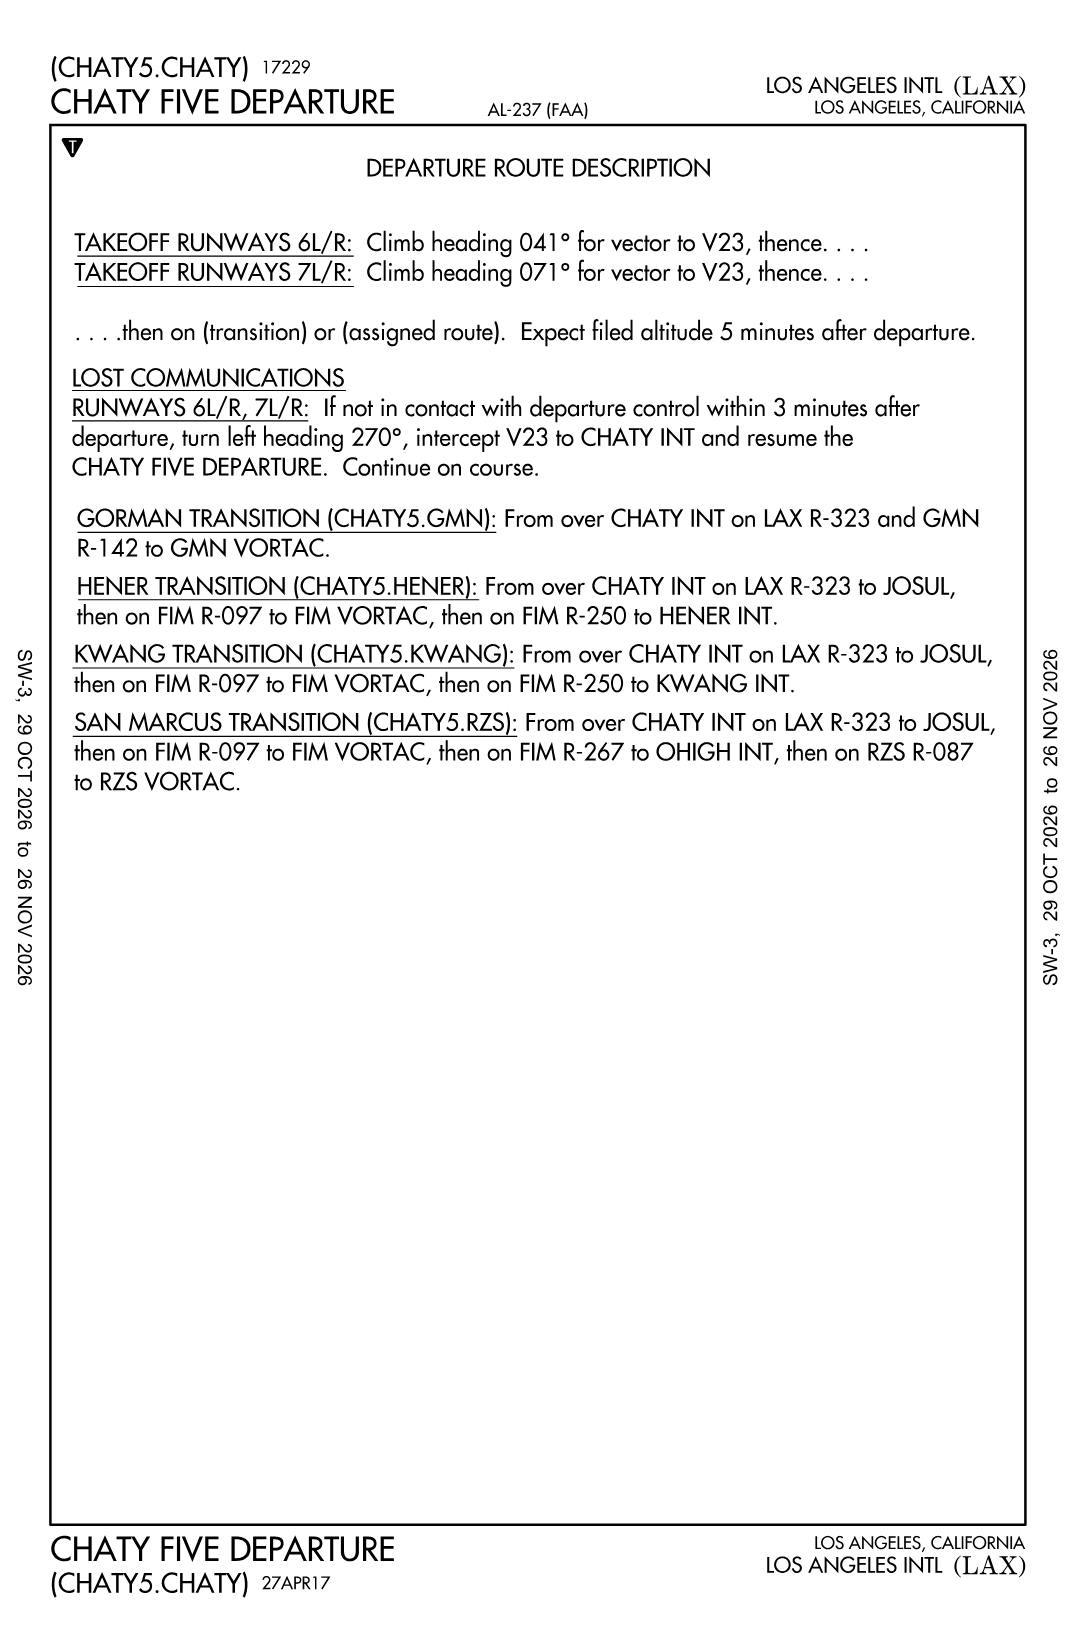 (CHATY5.CHATY) 17229
CHATY FIVE DEPARTURE
AL-237 (FAA)
LOS ANGELES INTL (LAX)
LOS ANGELES, CALIFORNIA
T
DEPARTURE ROUTE DESCRIPTION
TAKEOFF RUNWAYS 6L/R: Climb heading 041° for vector to V23, thence. . . .
TAKEOFF RUNWAYS 7L/R: Climb heading 071° for vector to V23, thence. . . .
. . . .then on (transition) or (assigned route). Expect filed altitude 5 minutes after departure.
LOST COMMUNICATIONS
RUNWAYS 6L/R, 7L/R: If not in contact with departure control within 3 minutes after
departure, turn left heading 270°, intercept V23 to CHATY INT and resume the
CHATY FIVE DEPARTURE. Continue on course.
GORMAN TRANSITION (CHATY5.GMN): From over CHATY INT on LAX R-323 and GMN
R-142 to GMN VORTAC.
HENER TRANSITION (CHATY5.HENER): From over CHATY INT on LAX R-323 to JOSUL,
then on FIM R-097 to FIM VORTAC, then on FIM R-250 to HENER INT.
KWANG TRANSITION (CHATY5.KWANG): From over CHATY INT on LAX R-323 to JOSUL,
then on FIM R-097 to FIM VORTAC, then on FIM R-250 to KWANG INT.
SAN MARCUS TRANSITION (CHATY5.RZS): From over CHATY INT on LAX R-323 to JOSUL,
then on FIM R-097 to FIM VORTAC, then on FIM R-267 to OHIGH INT, then on RZS R-087
to RZS VORTAC.
SW-3, 29 OCT 2026 to 26 NOV 2026
SW-3, 29 OCT 2026 to 26 NOV 2026
CHATY FIVE DEPARTURE
(CHATY5.CHATY) 27APR17
LOS ANGELES, CALIFORNIA
LOS ANGELES INTL (LAX)